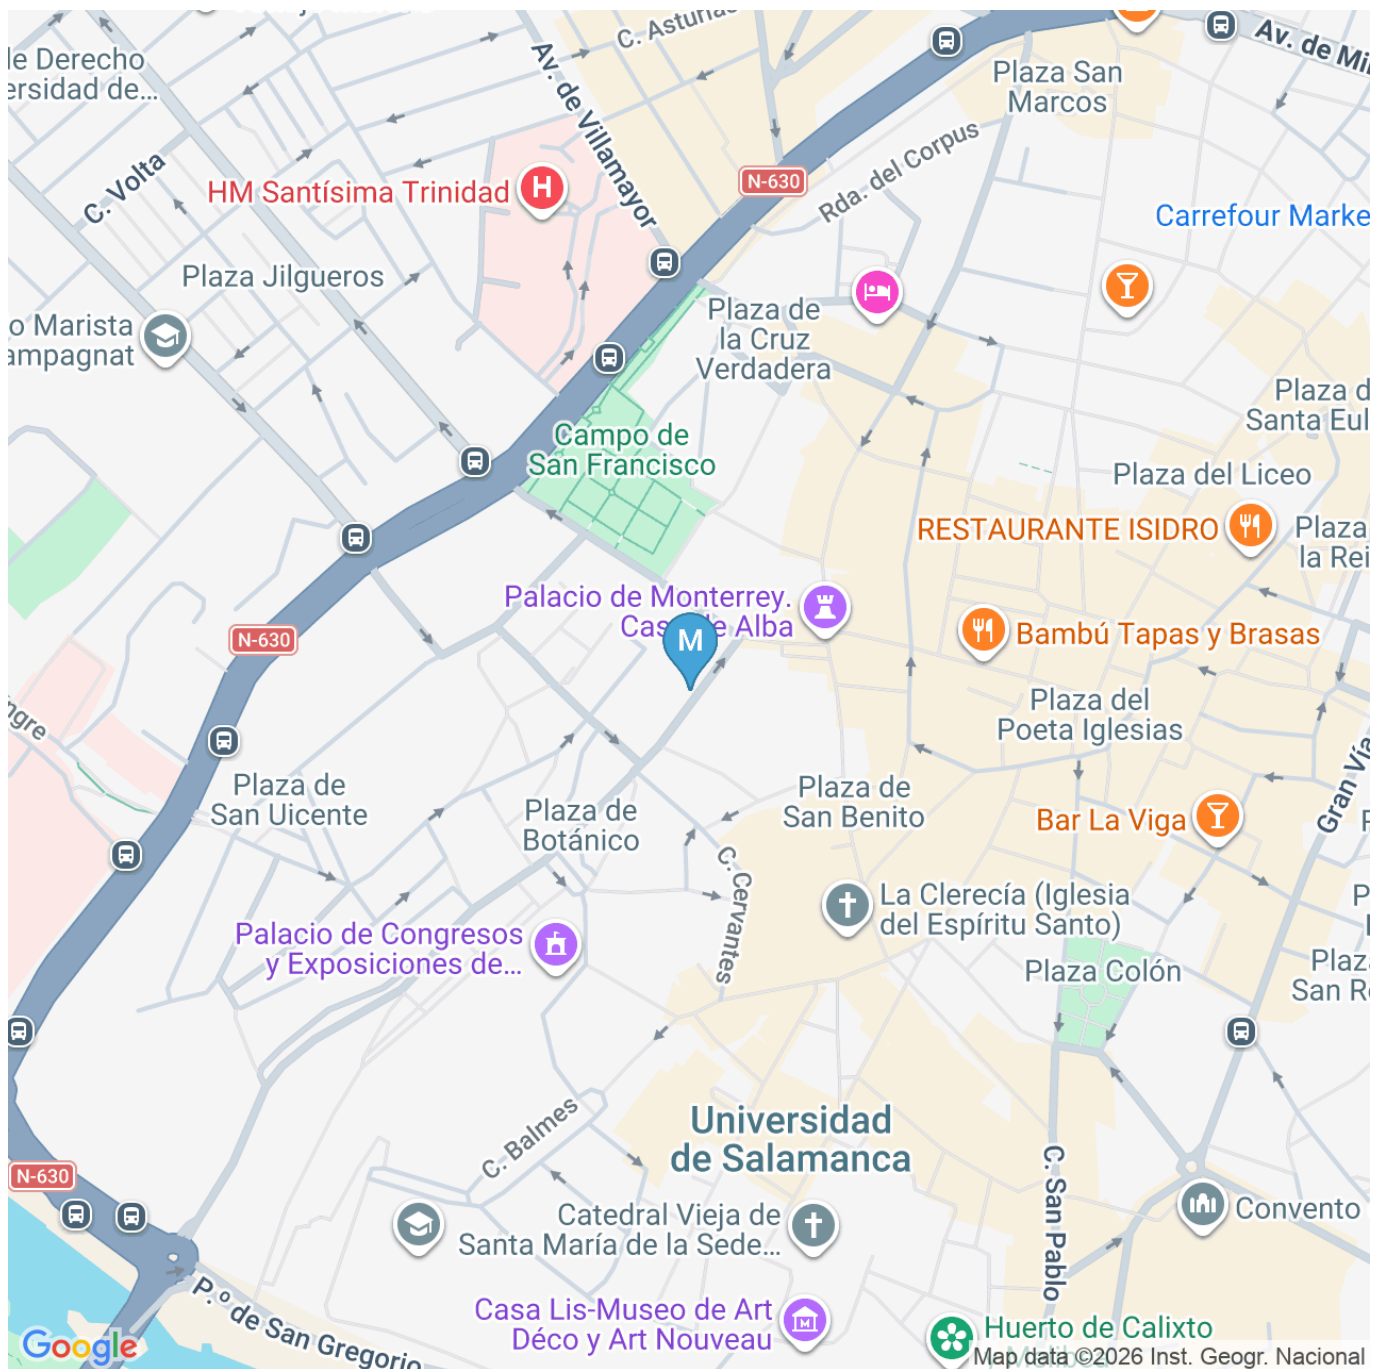 C. Asturias
Av. de Mi
le Derecho
ersidad de...
Av. de Villamayor
Plaza San
Marcos
C. Volta
HM Santísima Trinidad
H
N-630
Rda. del Corpus
Carrefour Marke
Plaza Jilgueros
Plaza de
la Cruz
Verdadera
o Marista
ampagnat
Plaza d
Santa Eul
Campo de
San Francisco
Plaza del Liceo
RESTAURANTE ISIDRO
Plaza
la Rei
Palacio de Monterrey.
Casa de Alba
M
N-630
Bambú Tapas y Brasas
ngre
Plaza del
Poeta Iglesias
Gran Vía
Plaza de
San Uicente
Plaza de
Botánico
Plaza de
San Benito
Bar La Viga
P
C. Cervantes
La Clerecía (Iglesia
del Espíritu Santo)
P
Palacio de Congresos
y Exposiciones de...
Plaza Colón
Plaz
San R
C. Balmes
Universidad
de Salamanca
N-630
C. San Pablo
Convento
Catedral Vieja de
Santa María de la Sede...
P.º de San Gregorio
Casa Lis-Museo de Art
Déco y Art Nouveau
M
Huerto de Calixto
Google
Map data ©2026 Inst. Geogr. Nacional